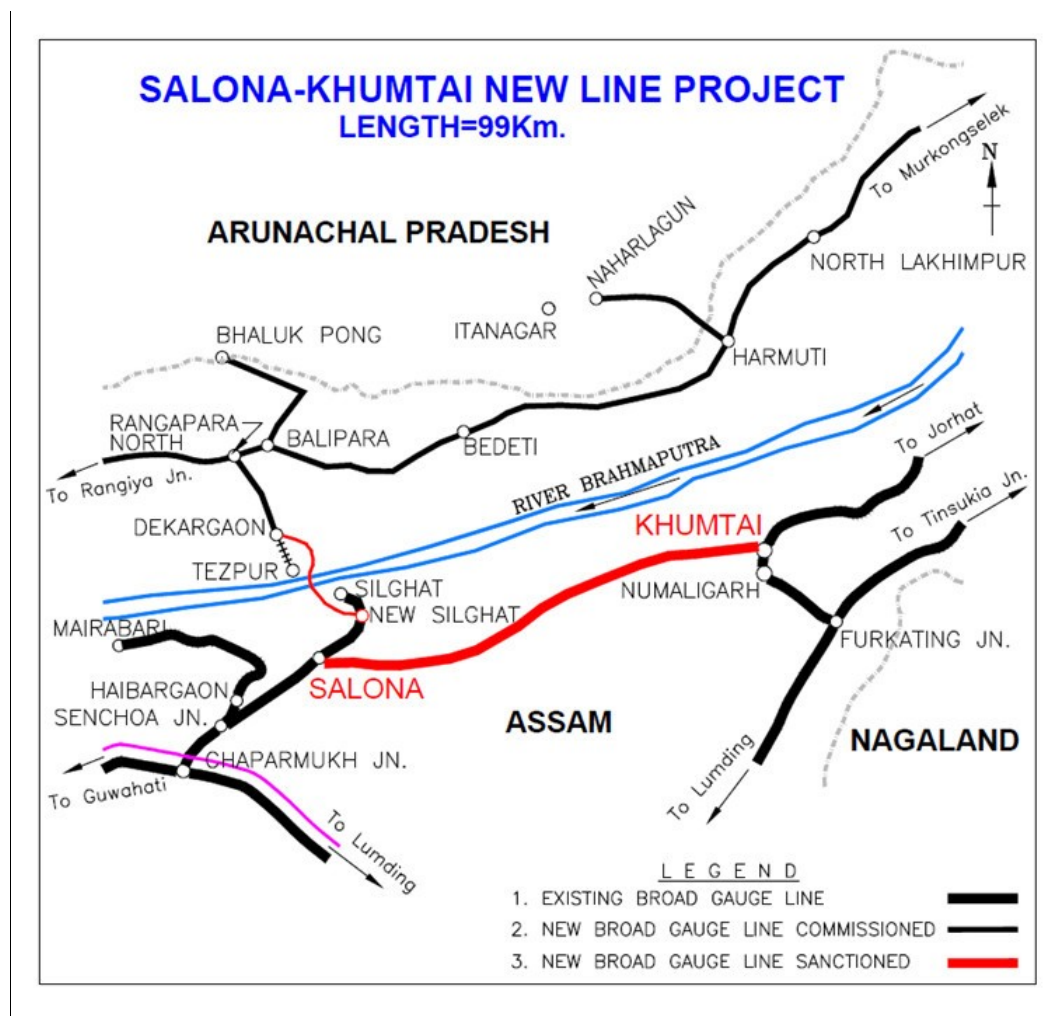 SALONA-KHUMTAI NEW LINE PROJECT
LENGTH=99Km.
To Murkongselek
N
ARUNACHAL PRADESH
NAHARLAGUN
NORTH LAKHIMPUR
ITANAGAR
BHALUK PONG
HARMUTI
RANGAPARA
NORTH
BALIPARA
BEDETI
To Rangiya Jn.
RIVER BRAHMAPUTRA
To Jorhat
To Tinsukia Jn.
DEKARGAON
KHUMTAI
TEZPUR
SILGHAT
NUMALIGARH
NEW SILGHAT
MAIRABARI
FURKATING JN.
HAIBARGAON
SALONA
SENCHOA JN.
ASSAM
NAGALAND
CHAPARMUKH JN.
To Guwahati
To Lumding
To Lumding
LEGEND
1. EXISTING BROAD GAUGE LINE
2. NEW BROAD GAUGE LINE COMMISSIONED
3. NEW BROAD GAUGE LINE SANCTIONED